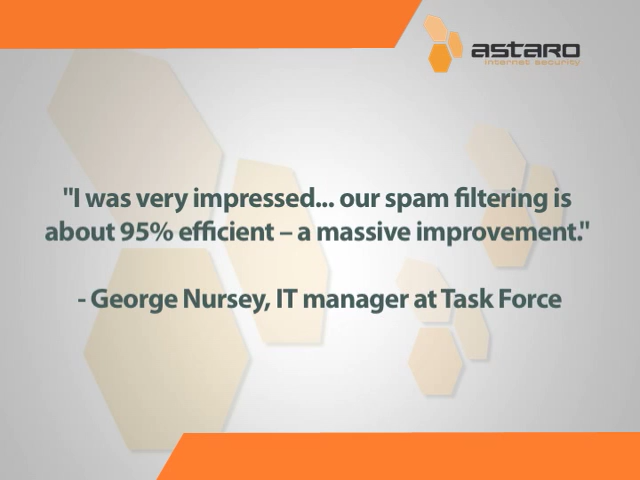 astaro
internet security
"I was very impressed... our spam filtering is
about 95% efficient – a massive improvement."
- George Nursey, IT manager at Task Force